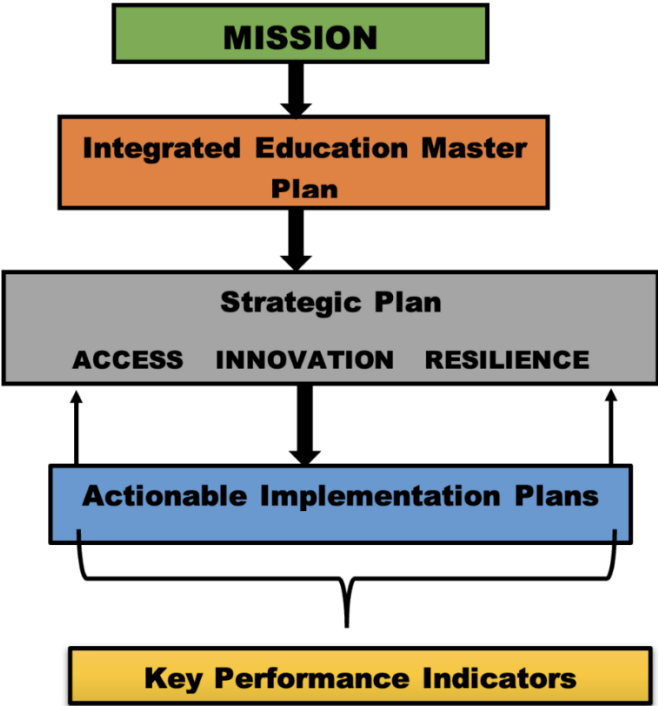 MISSION
Integrated Education Master
Plan
Strategic Plan
ACCESS INNOVATION RESILIENCE
Actionable Implementation Plans
Key Performance Indicators